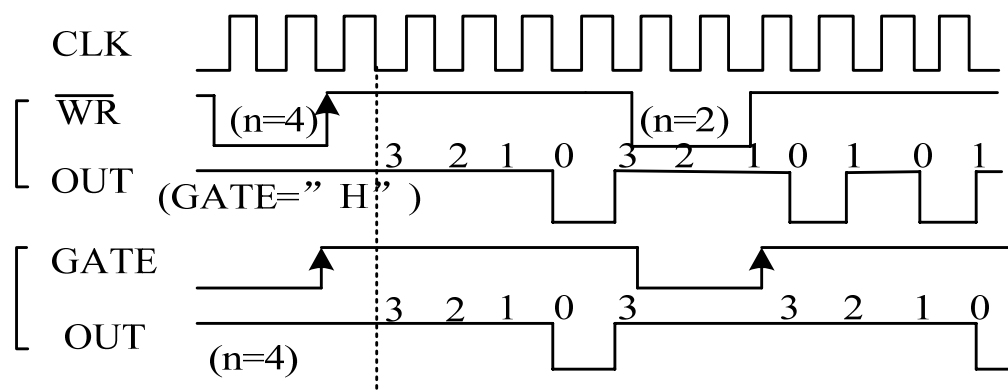 CLK
WR (n=4) (n=2)
3 2 1 0 3 2 1 0 1 0 1
OUT
(GATE=” H” )
GATE
3 2 1 0 3 3 2 1 0
OUT
(n=4)